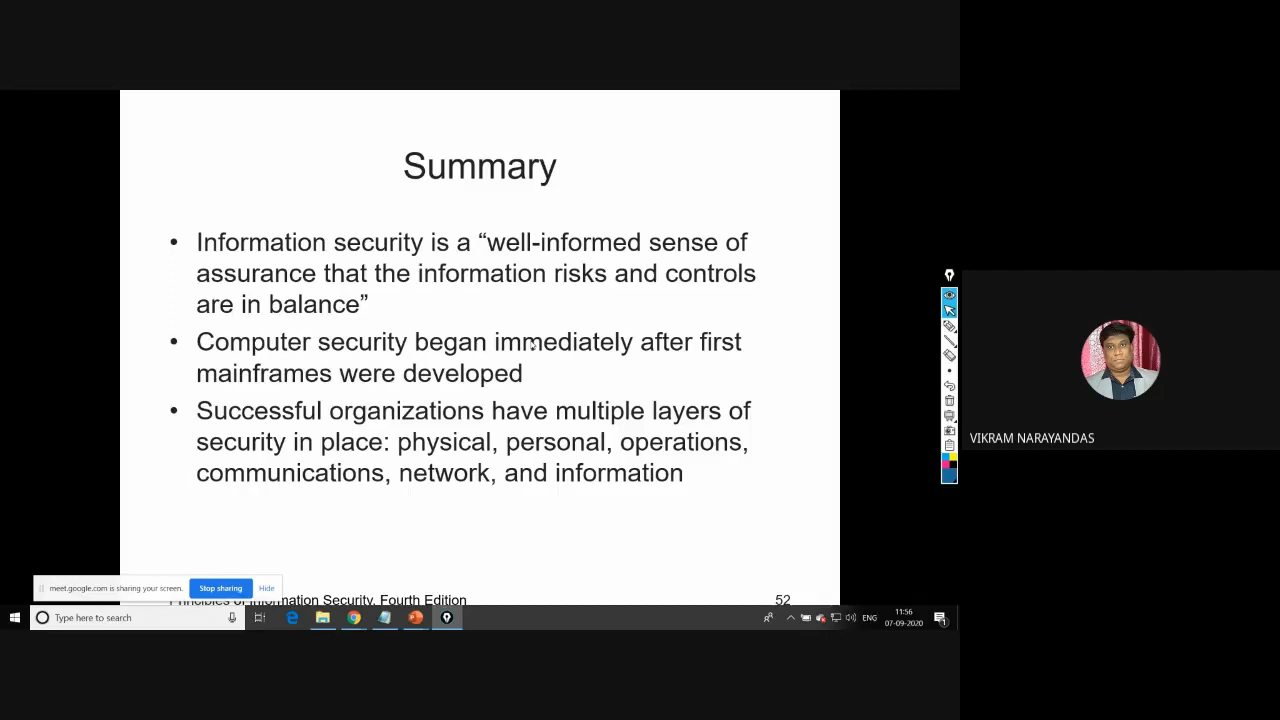 Summary
• Information security is a “well-informed sense of
assurance that the information risks and controls
are in balance”
• Computer security began immediately after first
mainframes were developed
• Successful organizations have multiple layers of
security in place: physical, personal, operations,
communications, network, and information
VIKRAM NARAYANDAS
meet.google.com is sharing your screen. Stop sharing Hide
Principles of Information Security, Fourth Edition 52
Type here to search
ENG
11:56
07-09-2020
1